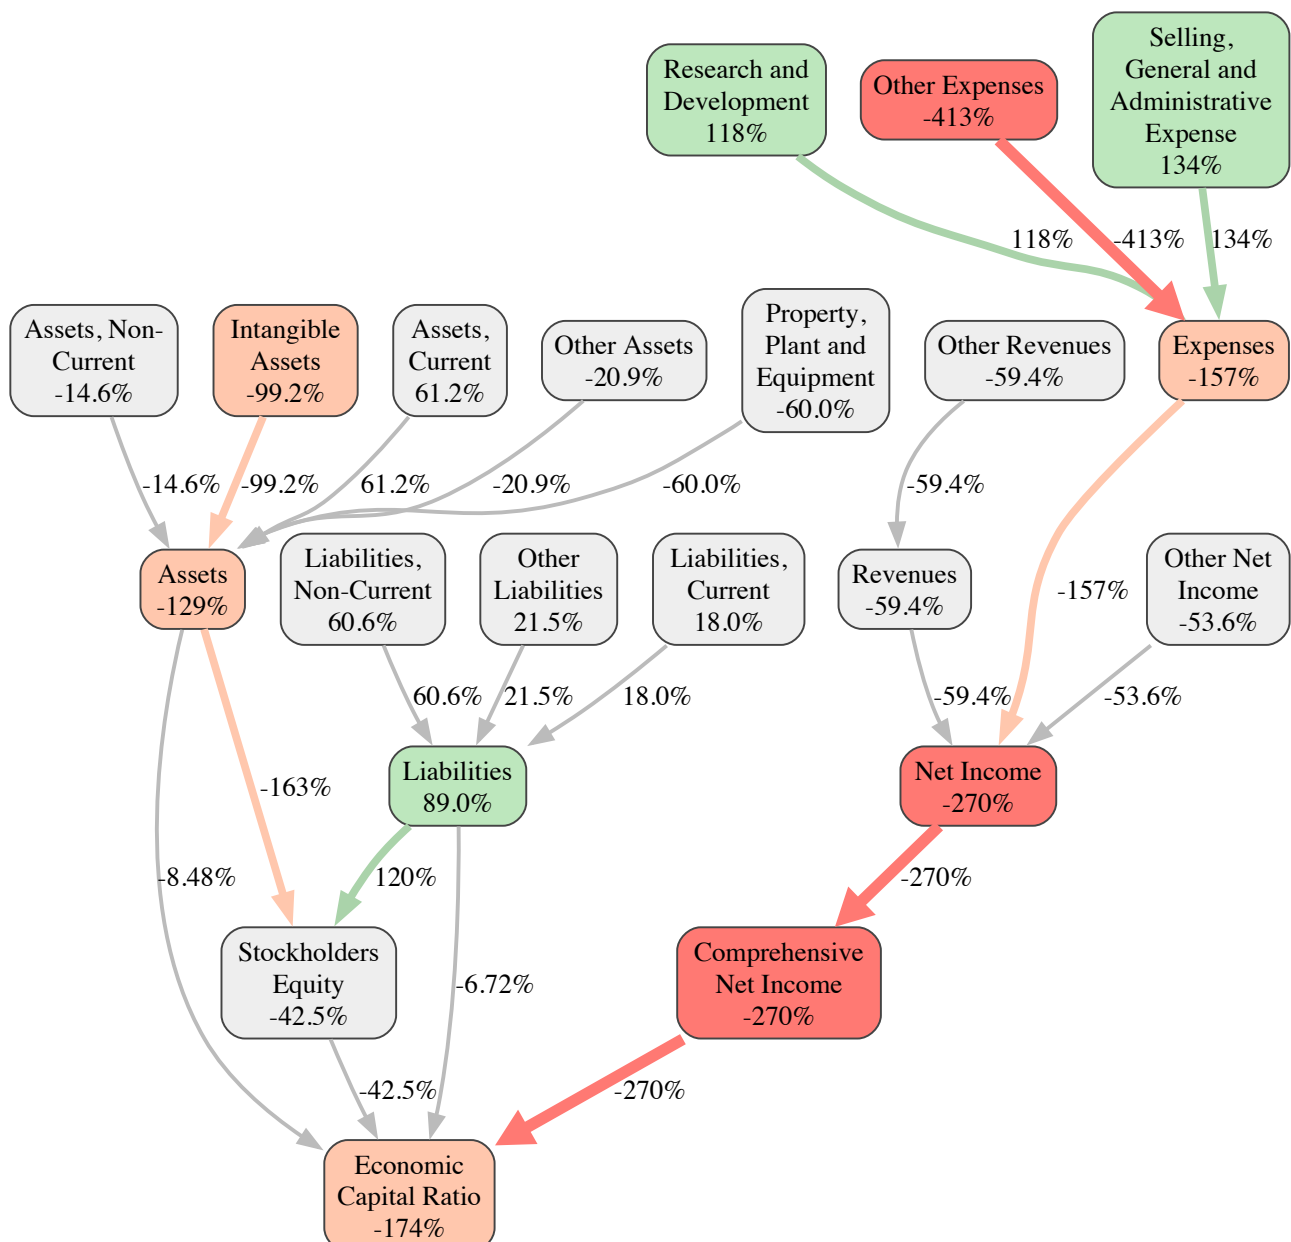 Research and
Development
118%
Other Expenses
-413%
Selling,
General and
Administrative
Expense
134%
118%
-413%
134%
Assets, Non-
Current
-14.6%
Intangible
Assets
-99.2%
Assets,
Current
61.2%
Other Assets
-20.9%
Property,
Plant and
Equipment
-60.0%
Other Revenues
-59.4%
Expenses
-157%
-14.6%
-99.2%
61.2%
-20.9%
-60.0%
-59.4%
Assets
-129%
Liabilities,
Non-Current
60.6%
Other
Liabilities
21.5%
Liabilities,
Current
18.0%
Revenues
-59.4%
-157%
Other Net
Income
-53.6%
60.6%
21.5%
18.0%
-59.4%
-53.6%
-163%
Liabilities
89.0%
Net Income
-270%
-8.48%
120%
-270%
Stockholders
Equity
-42.5%
-6.72%
Comprehensive
Net Income
-270%
-42.5%
-270%
Economic
Capital Ratio
-174%